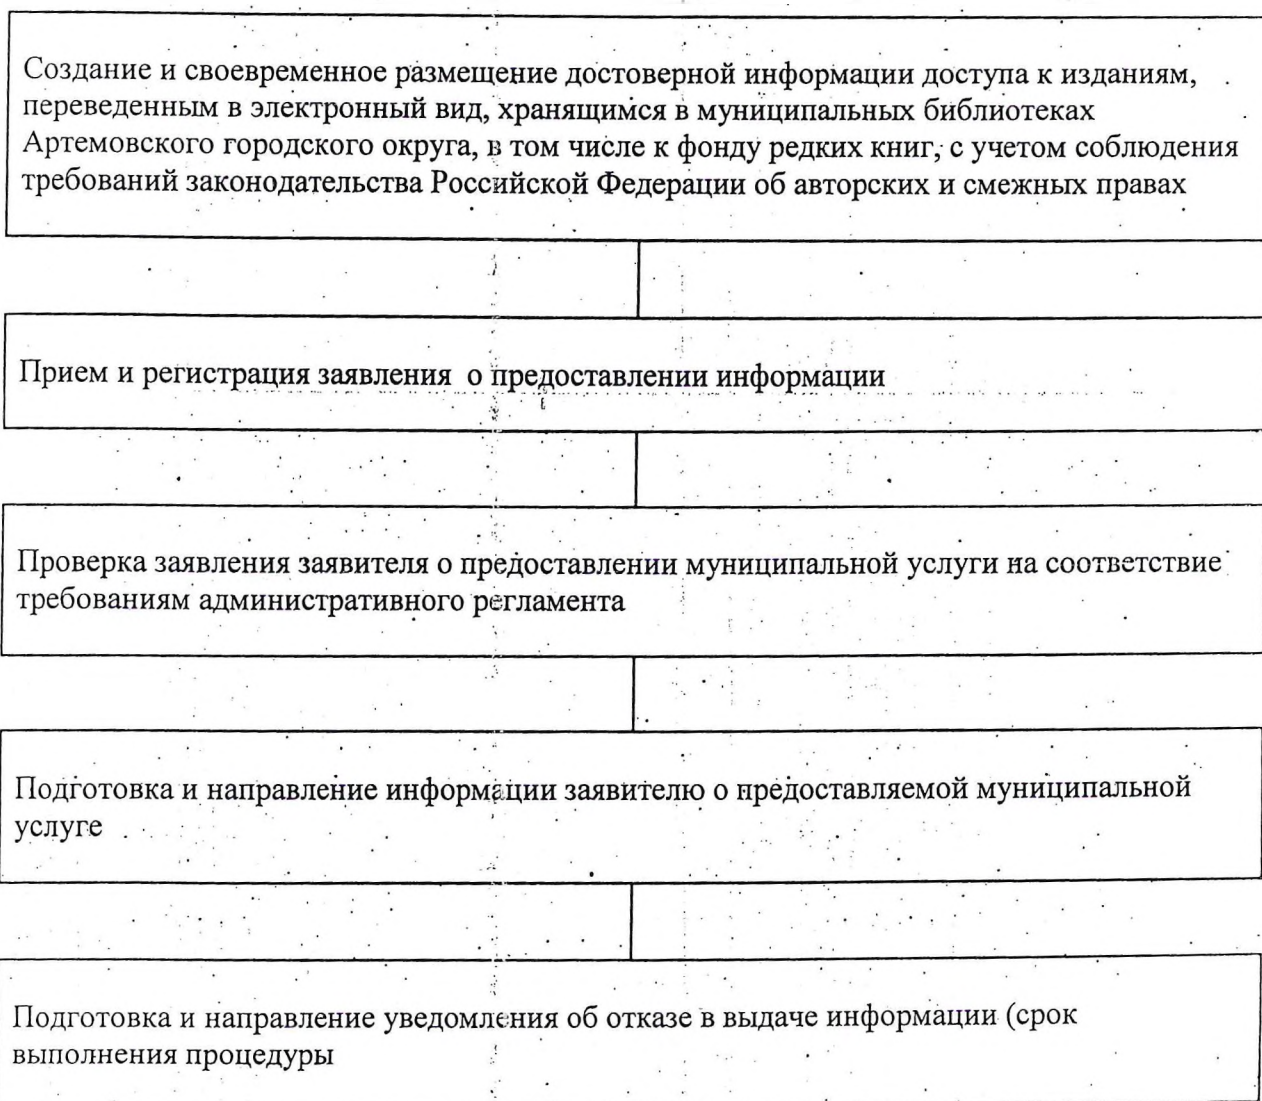 Создание и своевременное размещение достоверной информации доступа к изданиям,
переведенным в электронный вид, хранящимся в муниципальных библиотеках
Артемовского городского округа, в том числе к фонду редких книг, с учетом соблюдения
требований законодательства Российской Федерации об авторских и смежных правах
Прием и регистрация заявления о предоставлении информации
Проверка заявления заявителя о предоставлении муниципальной услуги на соответствие
требованиям административного регламента
Подготовка и направление информации заявителю о предоставляемой муниципальной
услуге
Подготовка и направление уведомления об отказе в выдаче информации (срок
выполнения процедуры